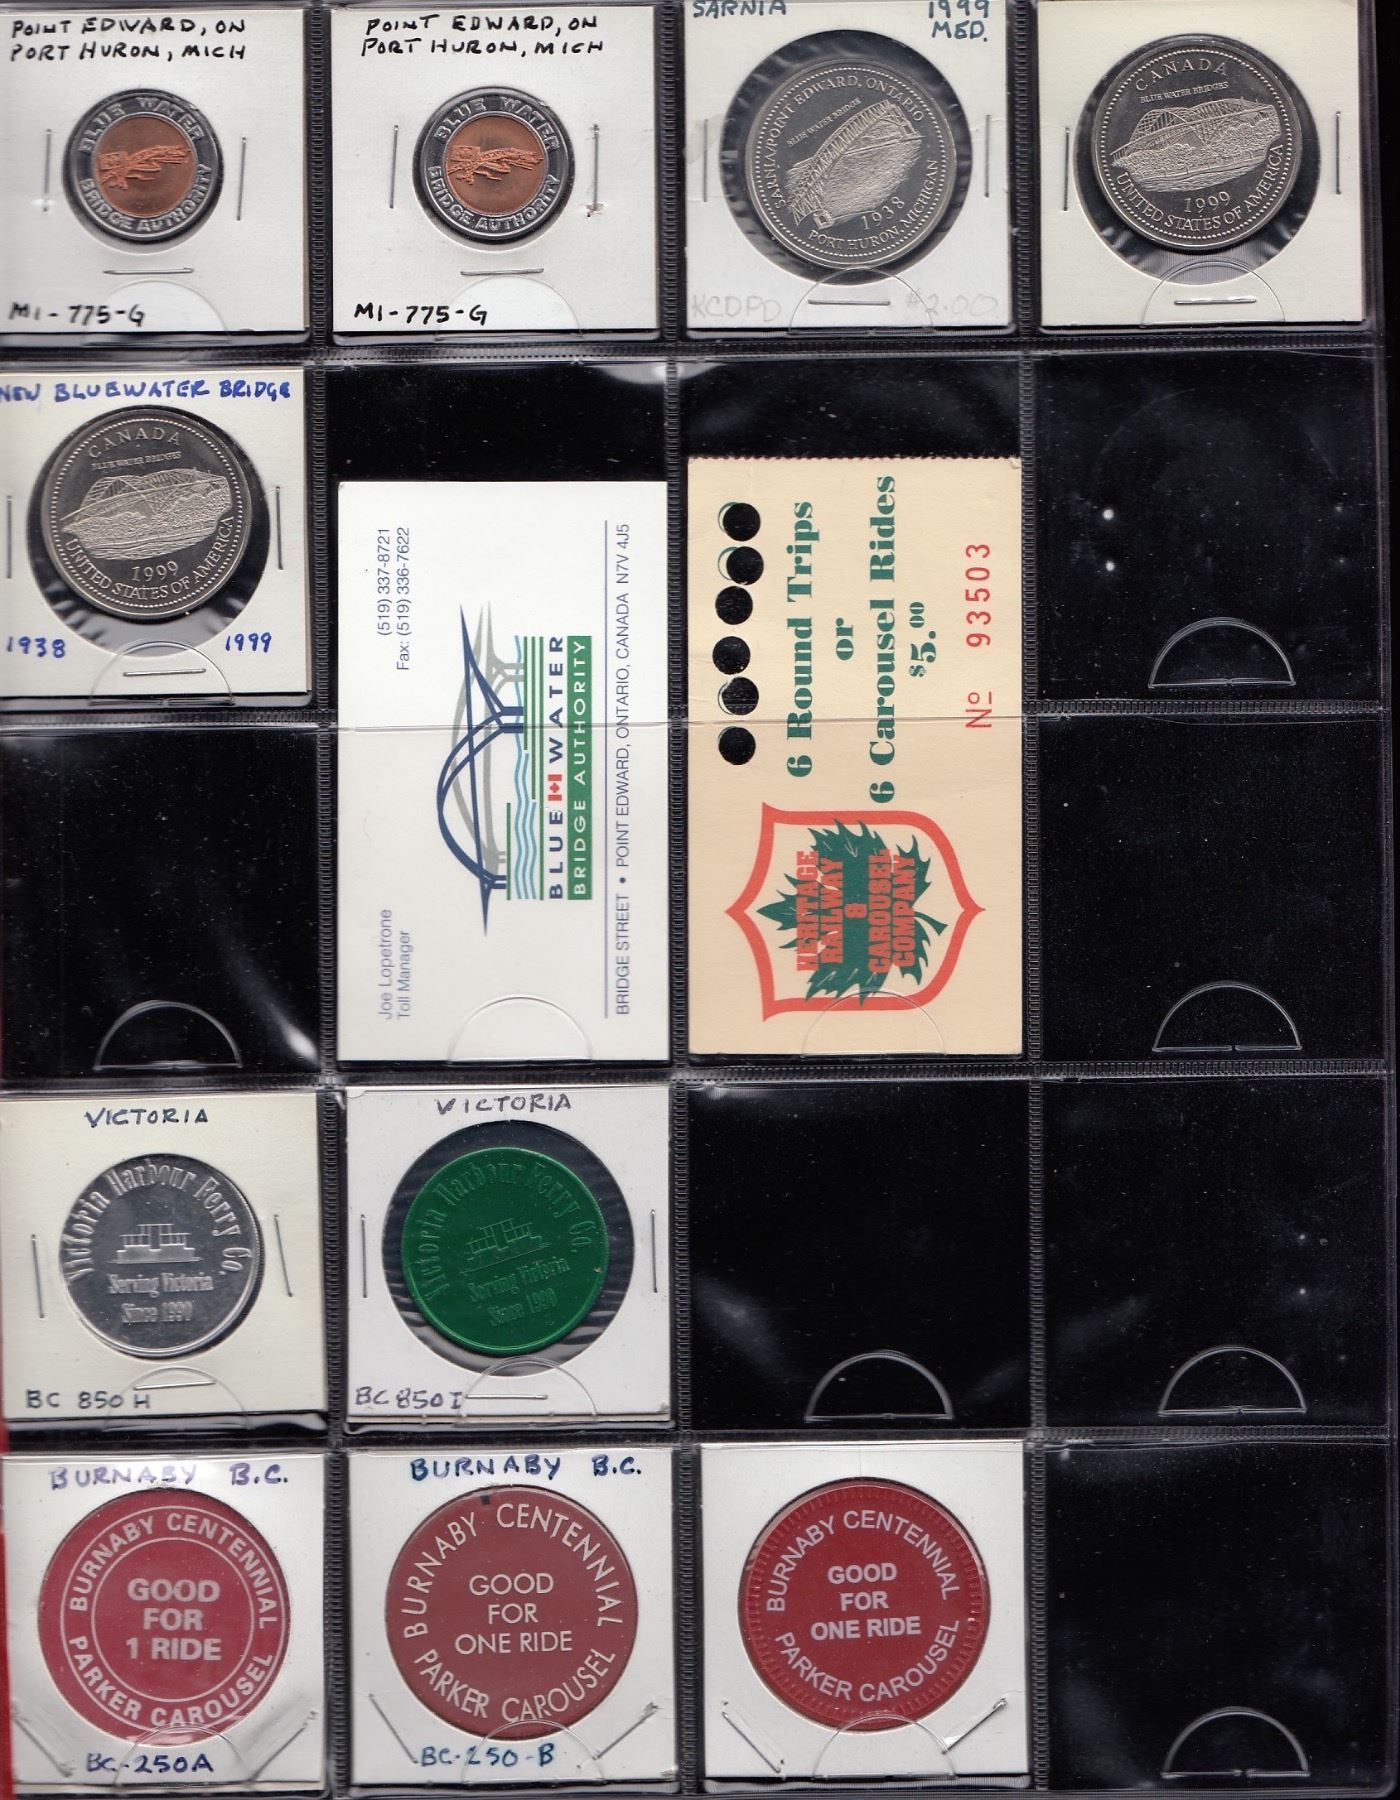 POINT EDWARD, ON
PORT HURON, MICH
BLUE WATER
BRIDGE AUTHORITY
MI-775-G
POINT EDWARD, ON
PORT HURON, MICH
BLUE WATER
BRIDGE AUTHORITY
MI-775-G
SARNIA
1999
MED.
SARNIA/POINT EDWARD, ONTARIO
BLUE WATER BRIDGE
1938
PORT HURON, MICHIGAN
KCDPD
$2.00
CANADA
BLUE WATER BRIDGES
1999
UNITED STATES OF AMERICA
NEW BLUEWATER BRIDGE
CANADA
BLUE WATER BRIDGES
1999
UNITED STATES OF AMERICA
1938
1999
Joe Lopetrone
Toll Manager
(519) 337-8721
Fax: (519) 336-7622
BLUE WATER
BRIDGE AUTHORITY
BRIDGE STREET • POINT EDWARD, ONTARIO, CANADA N7V 4J5
6 Round Trips
or
6 Carousel Rides
$5.00
No 93503
HERITAGE
RAILWAY
&
CAROUSEL
COMPANY
VICTORIA
Victoria Harbour Ferry Co.
Serving Victoria
Since 1990
BC 850 H
VICTORIA
Victoria Harbour Ferry Co.
Serving Victoria
Since 1990
BC 850 I
BURNABY B.C.
BURNABY CENTENNIAL
GOOD
FOR
1 RIDE
PARKER CAROUSEL
BC-250A
BURNABY B.C.
BURNABY CENTENNIAL
GOOD
FOR
ONE RIDE
PARKER CAROUSEL
BC-250-B
BURNABY CENTENNIAL
GOOD
FOR
ONE RIDE
PARKER CAROUSEL